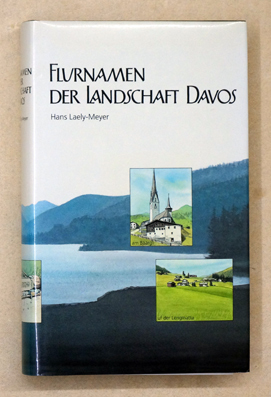 FLURNAMEN
DER LANDSCHAFT DAVOS
Hans Laely-Meyer